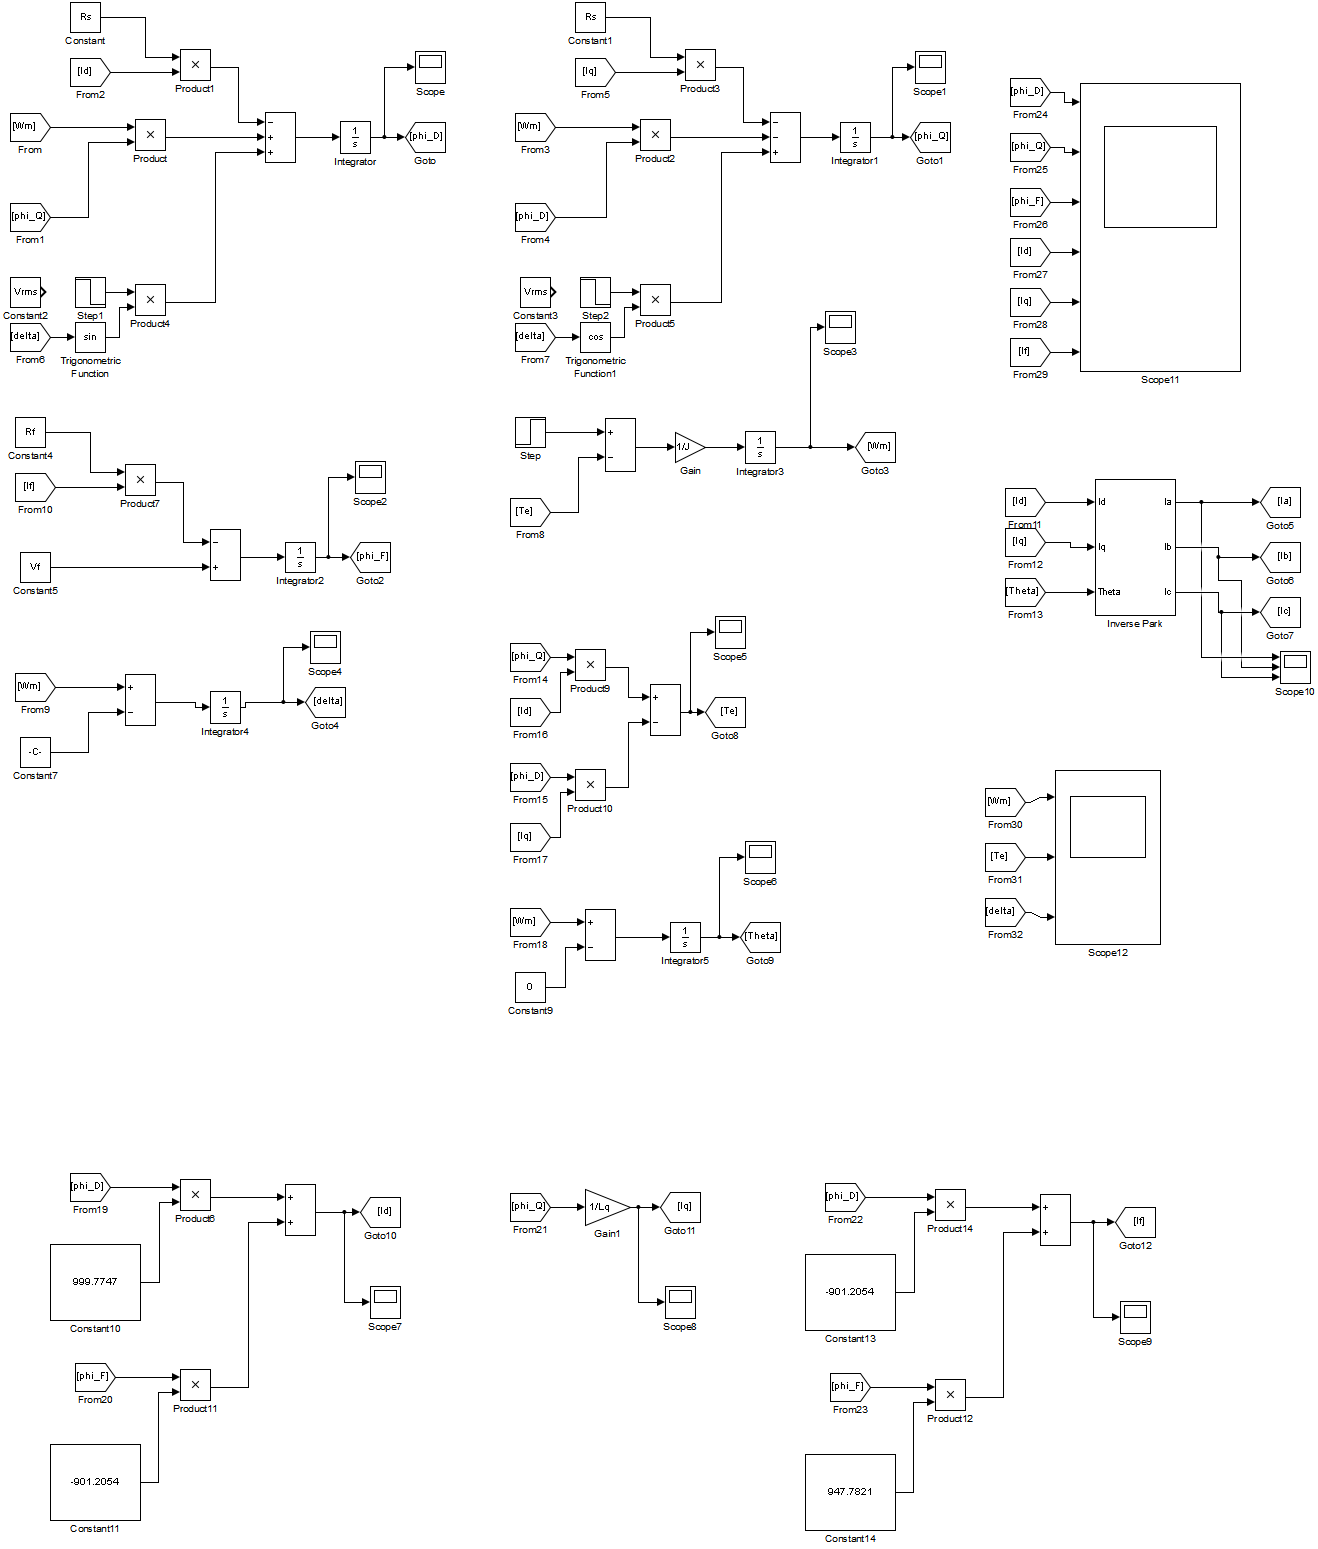 Rs
Constant
[Id]
From2
×
Product1
Scope
[Wm]
From
×
Product
−
+
+
1
s
Integrator
[phi_D]
Goto
[phi_Q]
From1
Vrms
Constant2
Step1
×
Product4
[delta]
From6
sin
Trigonometric
Function
Rs
Constant1
[Iq]
From5
×
Product3
Scope1
[Wm]
From3
×
Product2
−
−
+
1
s
Integrator1
[phi_Q]
Goto1
[phi_D]
From4
Vrms
Constant3
Step2
×
Product5
[delta]
From7
cos
Trigonometric
Function1
Scope3
[phi_D]
From24
[phi_Q]
From25
[phi_F]
From26
[Id]
From27
[Iq]
From28
[If]
From29
Scope11
Rf
Constant4
[If]
From10
×
Product7
Scope2
−
+
1
s
Integrator2
[phi_F]
Goto2
Vf
Constant5
Step
+
−
1/J
Gain
1
s
Integrator3
[Wm]
Goto3
[Te]
From8
[Id]
From11
[Iq]
From12
[Theta]
From13
Id
Iq
Theta
Ia
Ib
Ic
Inverse Park
[Ia]
Goto5
[Ib]
Goto6
[Ic]
Goto7
Scope10
[Wm]
From9
+
−
1
s
Integrator4
Scope4
[delta]
Goto4
-C-
Constant7
[phi_Q]
From14
×
Product9
[Id]
From16
+
−
Scope5
[Te]
Goto8
[phi_D]
From15
×
Product10
[Iq]
From17
[Wm]
From30
[Te]
From31
[delta]
From32
Scope12
[Wm]
From18
+
−
1
s
Integrator5
Scope6
[Theta]
Goto9
0
Constant9
[phi_D]
From19
×
Product6
999.7747
Constant10
+
+
[Id]
Goto10
Scope7
[phi_F]
From20
×
Product11
-901.2054
Constant11
[phi_Q]
From21
1/Lq
Gain1
[Iq]
Goto11
Scope8
[phi_D]
From22
×
Product14
-901.2054
Constant13
+
+
[If]
Goto12
Scope9
[phi_F]
From23
×
Product12
947.7821
Constant14